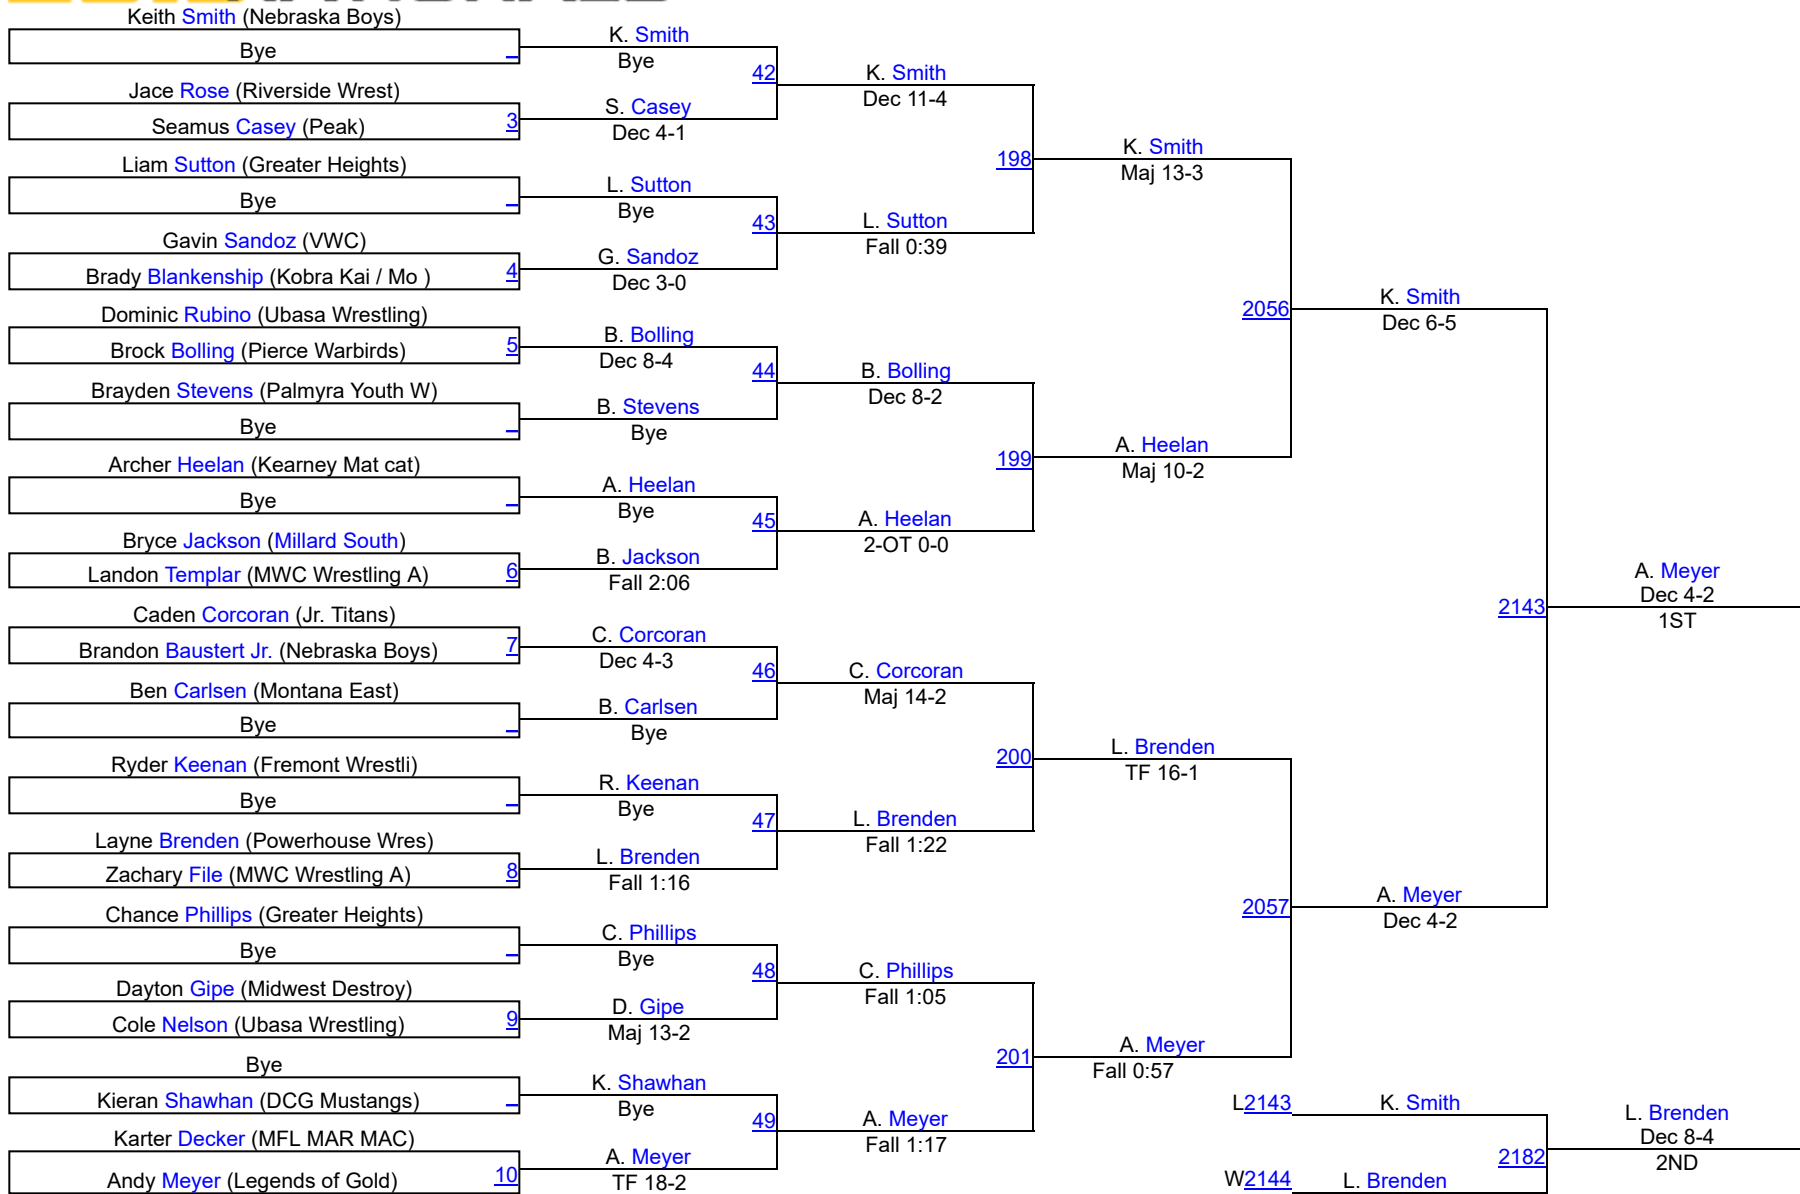 Keith Smith (Nebraska Boys)
Bye
_
Jace Rose (Riverside Wrest)
Seamus Casey (Peak)
3
Liam Sutton (Greater Heights)
Bye
_
Gavin Sandoz (VWC)
Brady Blankenship (Kobra Kai / Mo )
4
Dominic Rubino (Ubasa Wrestling)
Brock Bolling (Pierce Warbirds)
5
Brayden Stevens (Palmyra Youth W)
Bye
_
Archer Heelan (Kearney Mat cat)
Bye
_
Bryce Jackson (Millard South)
Landon Templar (MWC Wrestling A)
6
Caden Corcoran (Jr. Titans)
Brandon Baustert Jr. (Nebraska Boys)
7
Ben Carlsen (Montana East)
Bye
_
Ryder Keenan (Fremont Wrestli)
Bye
_
Layne Brenden (Powerhouse Wres)
Zachary File (MWC Wrestling A)
8
Chance Phillips (Greater Heights)
Bye
_
Dayton Gipe (Midwest Destroy)
Cole Nelson (Ubasa Wrestling)
9
Bye
Kieran Shawhan (DCG Mustangs)
_
Karter Decker (MFL MAR MAC)
Andy Meyer (Legends of Gold)
10
K. Smith
Bye
42
S. Casey
Dec 4-1
L. Sutton
Bye
43
G. Sandoz
Dec 3-0
B. Bolling
Dec 8-4
44
B. Stevens
Bye
A. Heelan
Bye
45
B. Jackson
Fall 2:06
C. Corcoran
Dec 4-3
46
B. Carlsen
Bye
R. Keenan
Bye
47
L. Brenden
Fall 1:16
C. Phillips
Bye
48
D. Gipe
Maj 13-2
K. Shawhan
Bye
49
A. Meyer
TF 18-2
K. Smith
Dec 11-4
198
L. Sutton
Fall 0:39
B. Bolling
Dec 8-2
199
A. Heelan
2-OT 0-0
C. Corcoran
Maj 14-2
200
L. Brenden
Fall 1:22
C. Phillips
Fall 1:05
201
A. Meyer
Fall 1:17
K. Smith
Maj 13-3
2056
A. Heelan
Maj 10-2
L. Brenden
TF 16-1
2057
A. Meyer
Fall 0:57
K. Smith
Dec 6-5
2143
A. Meyer
Dec 4-2
A. Meyer
Dec 4-2
1ST
L2143
K. Smith
2182
W2144
L. Brenden
L. Brenden
Dec 8-4
2ND